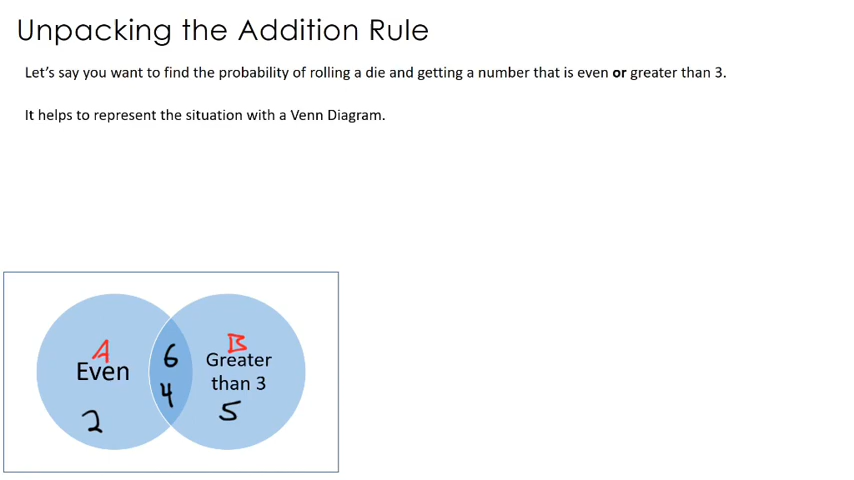 Unpacking the Addition Rule
Let's say you want to find the probability of rolling a die and getting a number that is even or greater than 3.
It helps to represent the situation with a Venn Diagram.
A
Even
2
6
4
B
Greater
than 3
5